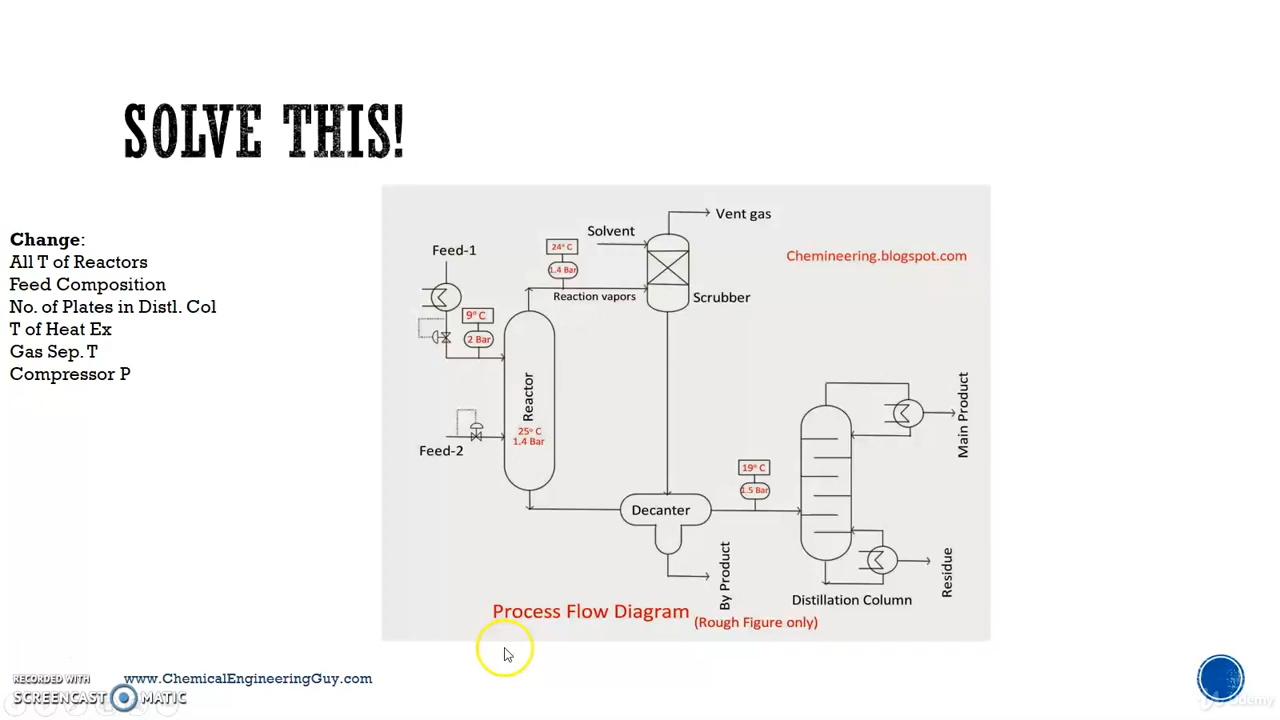 SOLVE THIS!
Change:
All T of Reactors
Feed Composition
No. of Plates in Distl. Col
T of Heat Ex
Gas Sep. T
Compressor P
Vent gas
Solvent
Chemineering.blogspot.com
Feed-1
24° C
1.4 Bar
Reaction vapors
Scrubber
9° C
2 Bar
Reactor
25° C
1.4 Bar
Feed-2
Main Product
19° C
1.5 Bar
Decanter
By Product
Residue
Distillation Column
Process Flow Diagram
(Rough Figure only)
www.ChemicalEngineeringGuy.com
RECORDED WITH
SCREENCAST MATIC
Udemy